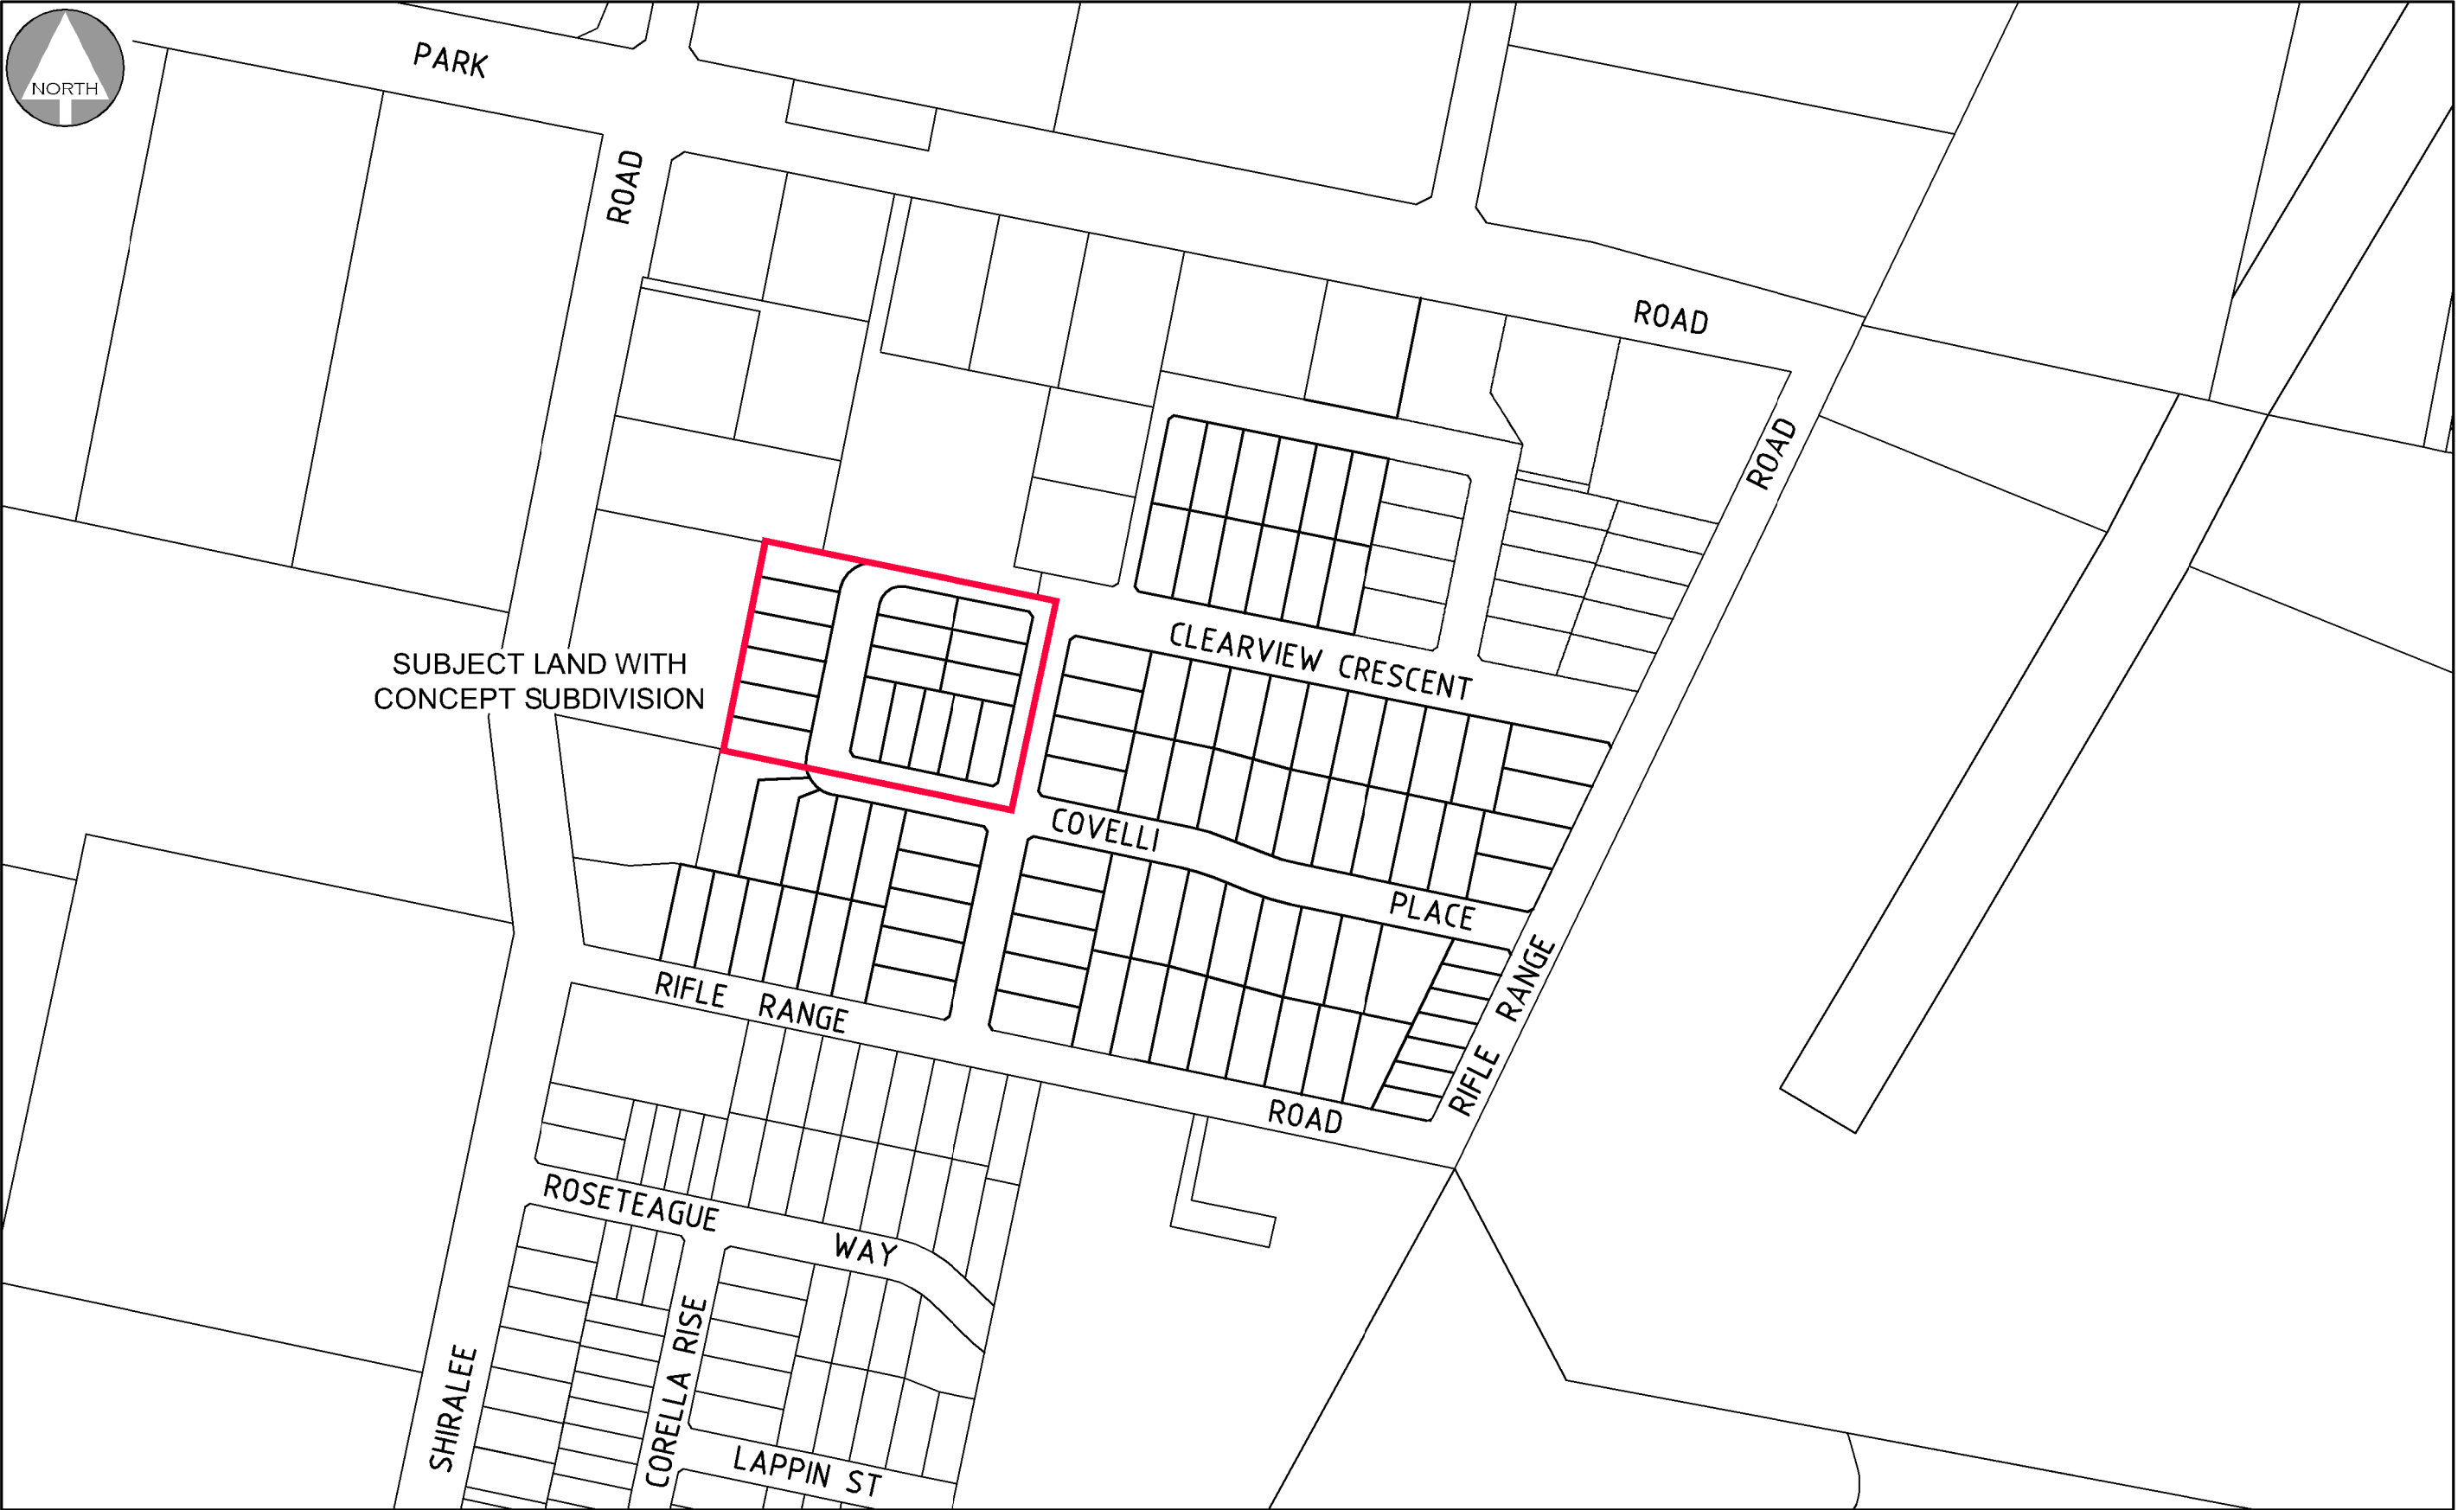 PARK
NORTH
ROAD
ROAD
ROAD
SUBJECT LAND WITH
CONCEPT SUBDIVISION
CLEARVIEW CRESCENT
COVELLI
PLACE
RIFLE RANGE
RIFLE RANGE
ROAD
ROSETEAGUE
WAY
SHIRALEE
CORELLA RISE
LAPPIN ST